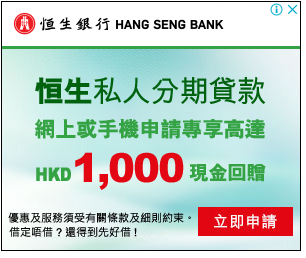 恒生銀行 HANG SENG BANK
恒生私人分期貸款
網上或手機申請專享高達
HKD1,000 現金回贈
優惠及服務須受有關條款及細則約束。
借定唔借？還得到先好借！
立即申請